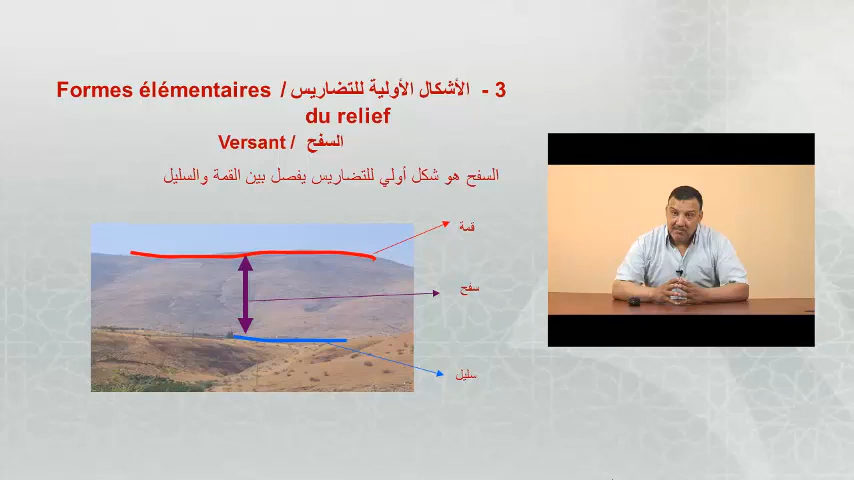 3 - الأشكال الأولية للتضاريس / Formes élémentaires
du relief
السفح / Versant
السفح هو شكل أولي للتضاريس يفصل بين القمة والسليل
قمة
سفح
سليل